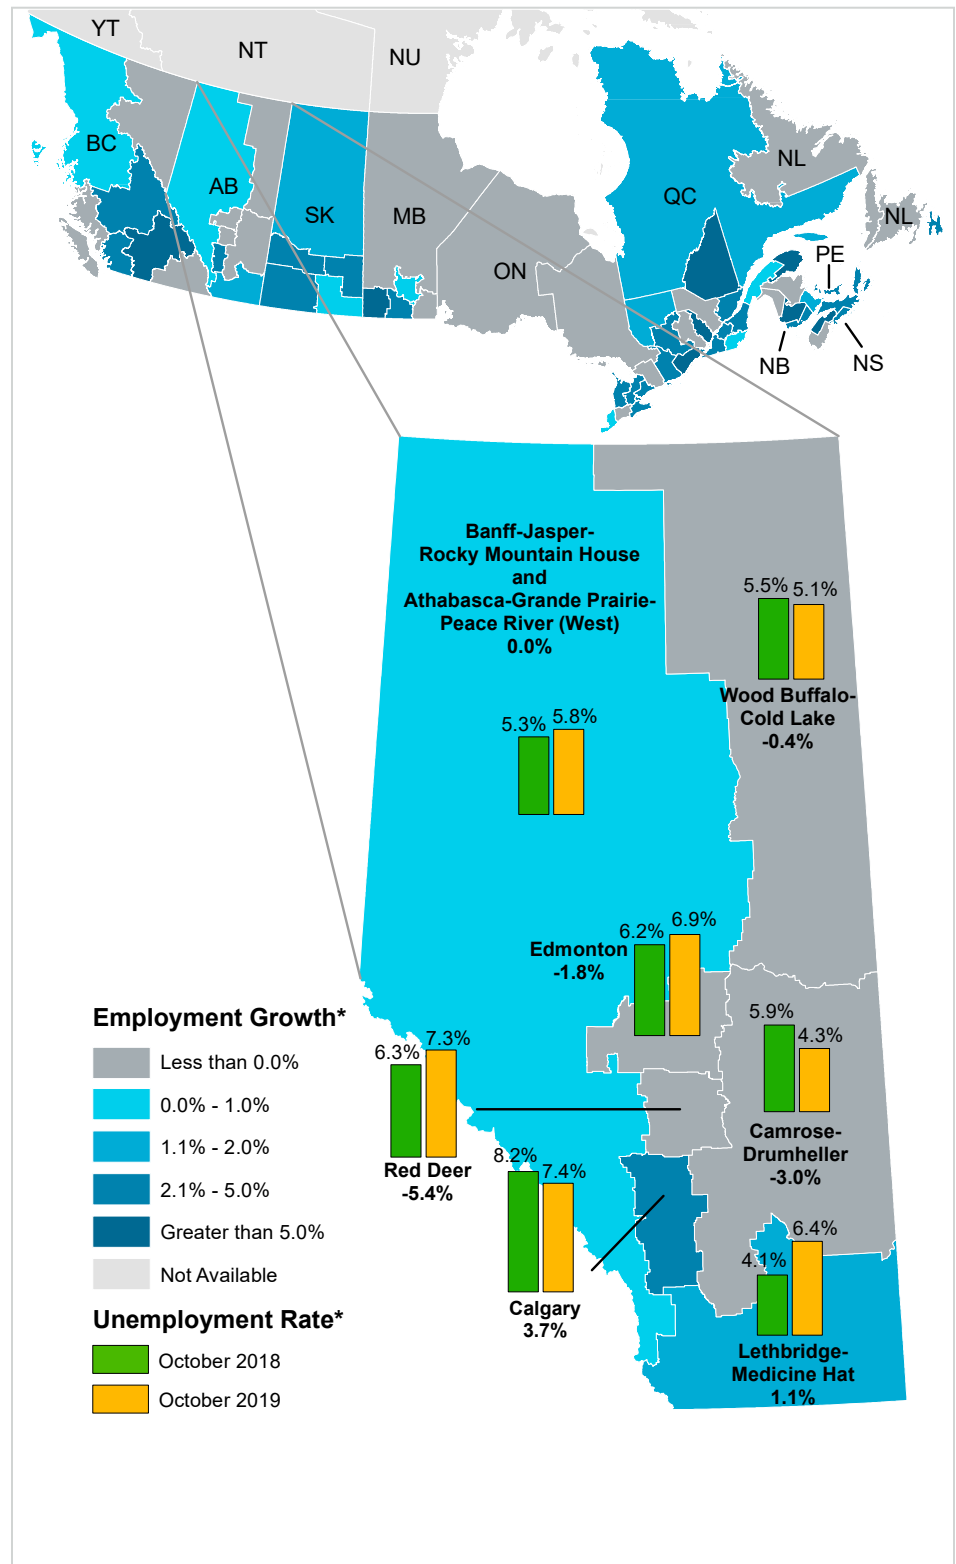 YT
NT
NU
BC
AB
SK
MB
ON
QC
NL
NL
PE
NB
NS
Banff-Jasper-
Rocky Mountain House
and
Athabasca-Grande Prairie-
Peace River (West)
0.0%
5.3%
5.8%
5.5%
5.1%
Wood Buffalo-
Cold Lake
-0.4%
Edmonton
-1.8%
6.2%
6.9%
5.9%
4.3%
Camrose-
Drumheller
-3.0%
6.3%
7.3%
Red Deer
-5.4%
8.2%
7.4%
Calgary
3.7%
4.1%
6.4%
Lethbridge-
Medicine Hat
1.1%
Employment Growth*
Less than 0.0%
0.0% - 1.0%
1.1% - 2.0%
2.1% - 5.0%
Greater than 5.0%
Not Available
Unemployment Rate*
October 2018
October 2019